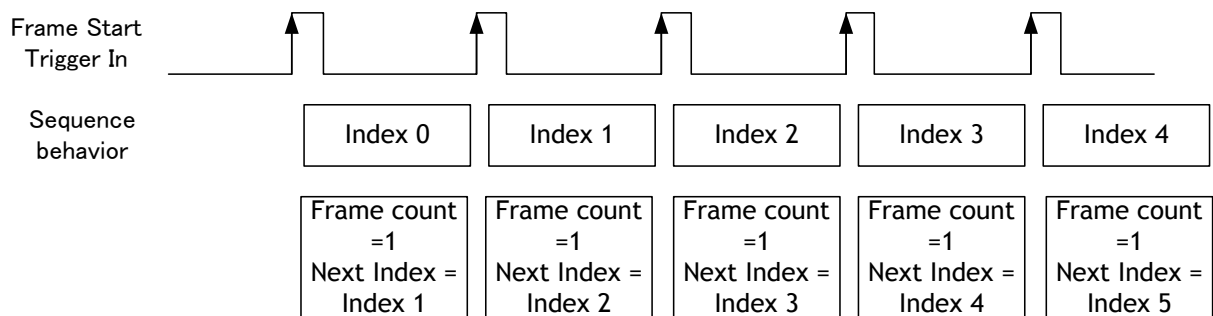 Frame Start
Trigger In
Sequence
behavior
Index 0
Index 1
Index 2
Index 3
Index 4
Frame count
=1
Next Index =
Index 1
Frame count
=1
Next Index =
Index 2
Frame count
=1
Next Index =
Index 3
Frame count
=1
Next Index =
Index 4
Frame count
=1
Next Index =
Index 5